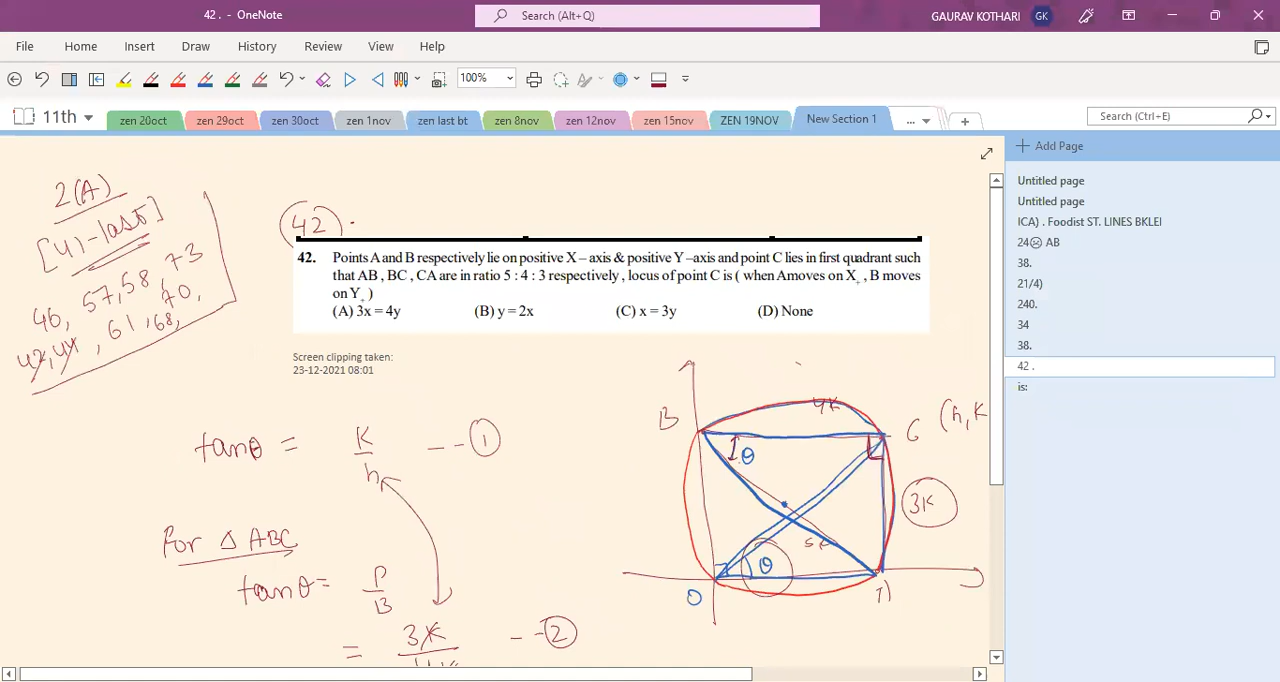 42 . - OneNote
Search (Alt+Q)
GAURAV KOTHARI
GK
File Home Insert Draw History Review View Help
100%
11th
zen 20oct zen 29oct zen 30oct zen 1nov zen last bt zen 8nov zen 12nov zen 15nov ZEN 19NOV New Section 1 ...
Search (Ctrl+E)
Add Page
Untitled page
Untitled page
ICA) . Foodist ST. LINES BKLEI
24☹ AB
38.
21/4)
240.
34
38.
42 .
is:
2(A)
[41-last]
46, 57,58, 73
61,68, 70,
42,44,
42.
42. Points A and B respectively lie on positive X – axis & positive Y –axis and point C lies in first quadrant such
that AB , BC , CA are in ratio 5 : 4 : 3 respectively , locus of point C is ( when Amoves on X+ , B moves
on Y+ )
(A) 3x = 4y (B) y = 2x (C) x = 3y (D) None
Screen clipping taken:
23-12-2021 08:01
tanθ = K/h -- 1
For Δ ABC
tanθ = P/B
= 3K -- 2
B
4K
C (h, K
θ
3K
5K
θ
O
A